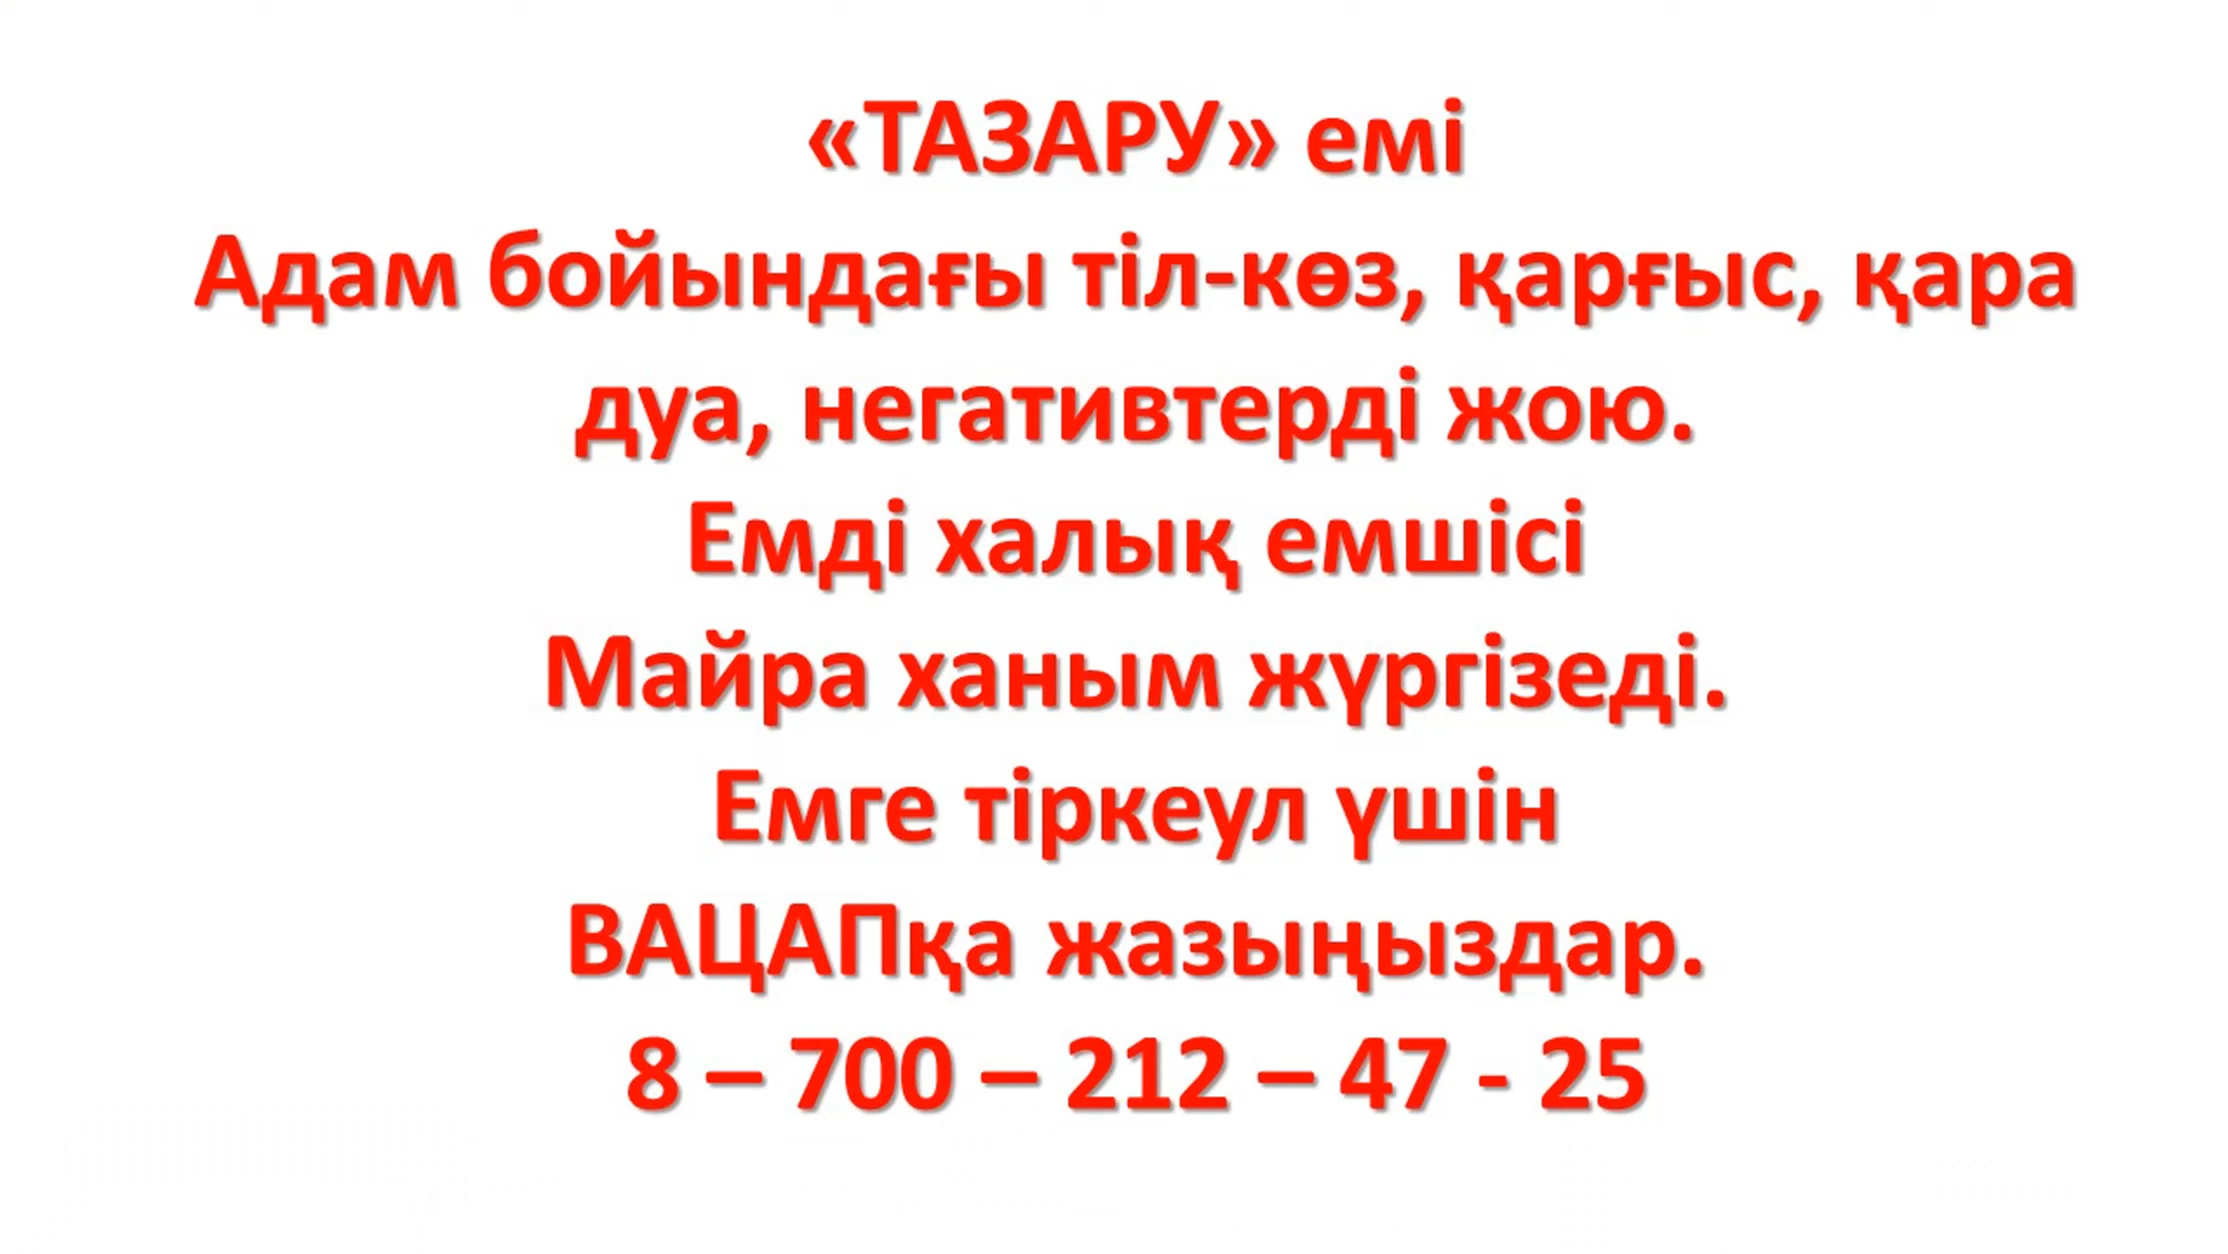 «ТАЗАРУ» емі
Адам бойындағы тіл-көз, қарғыс, қара
дуа, негативтерді жою.
Емді халық емшісі
Майра ханым жүргізеді.
Емге тіркеул үшін
ВАЦАПқа жазыңыздар.
8 – 700 – 212 – 47 - 25